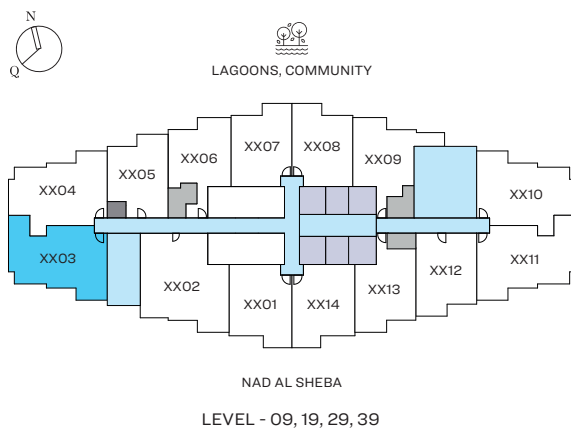 N
Q
LAGOONS, COMMUNITY
XX07 XX08
XX06 XX09
XX05
XX04 XX10
XX03 XX11
XX02 XX12
XX01 XX14 XX13
NAD AL SHEBA
LEVEL - 09, 19, 29, 39